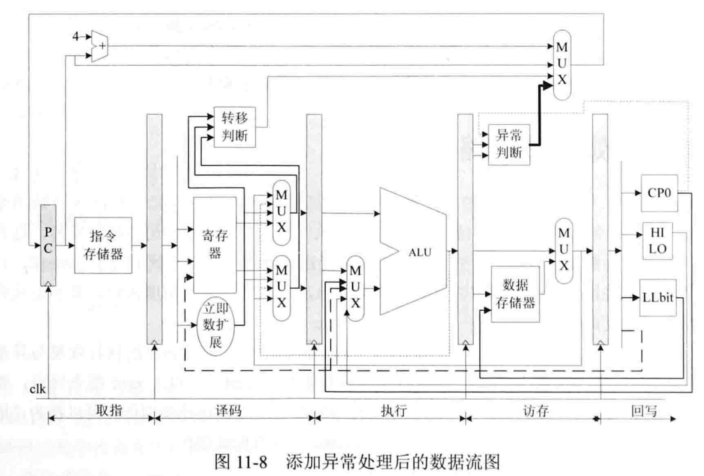 4
+
M
U
X
转移
判断
异常
判断
P
C
指令
存储器
寄存
器
立即
数扩
展
M
U
X
M
U
X
M
U
X
ALU
M
U
X
数据
存储器
CP0
HI
LO
LLbit
clk
取指
译码
执行
访存
回写
图 11-8 添加异常处理后的数据流图